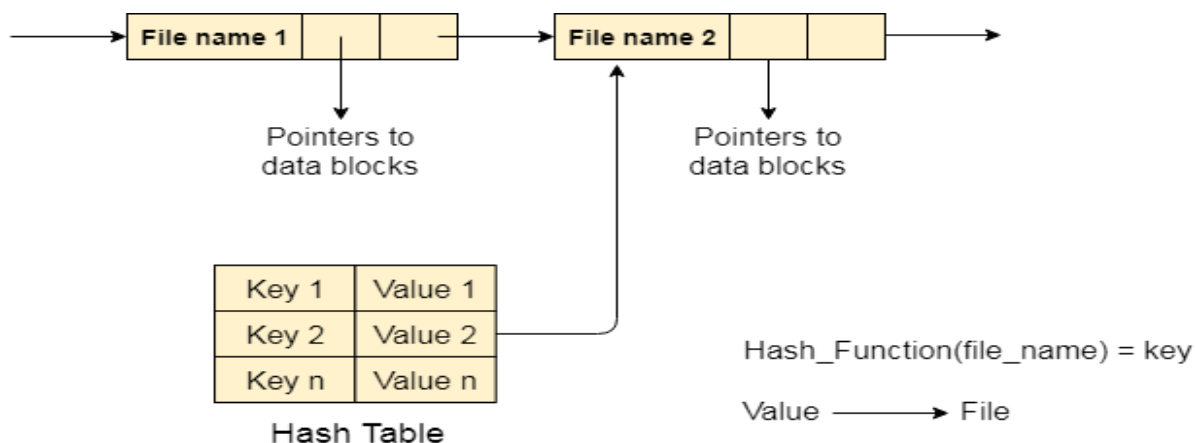 File name 1
File name 2
Pointers to
data blocks
Pointers to
data blocks
Key 1 Value 1
Key 2 Value 2
Key n Value n
Hash Table
Hash_Function(file_name) = key
Value File